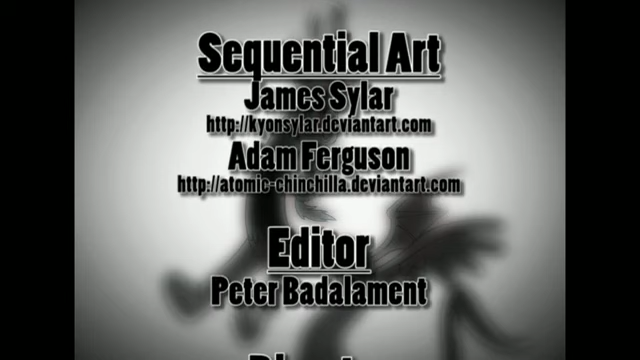 Sequential Art
James Sylar
http://kyonsylar.deviantart.com
Adam Ferguson
http://atomic-chinchilla.deviantart.com
Editor
Peter Badalament